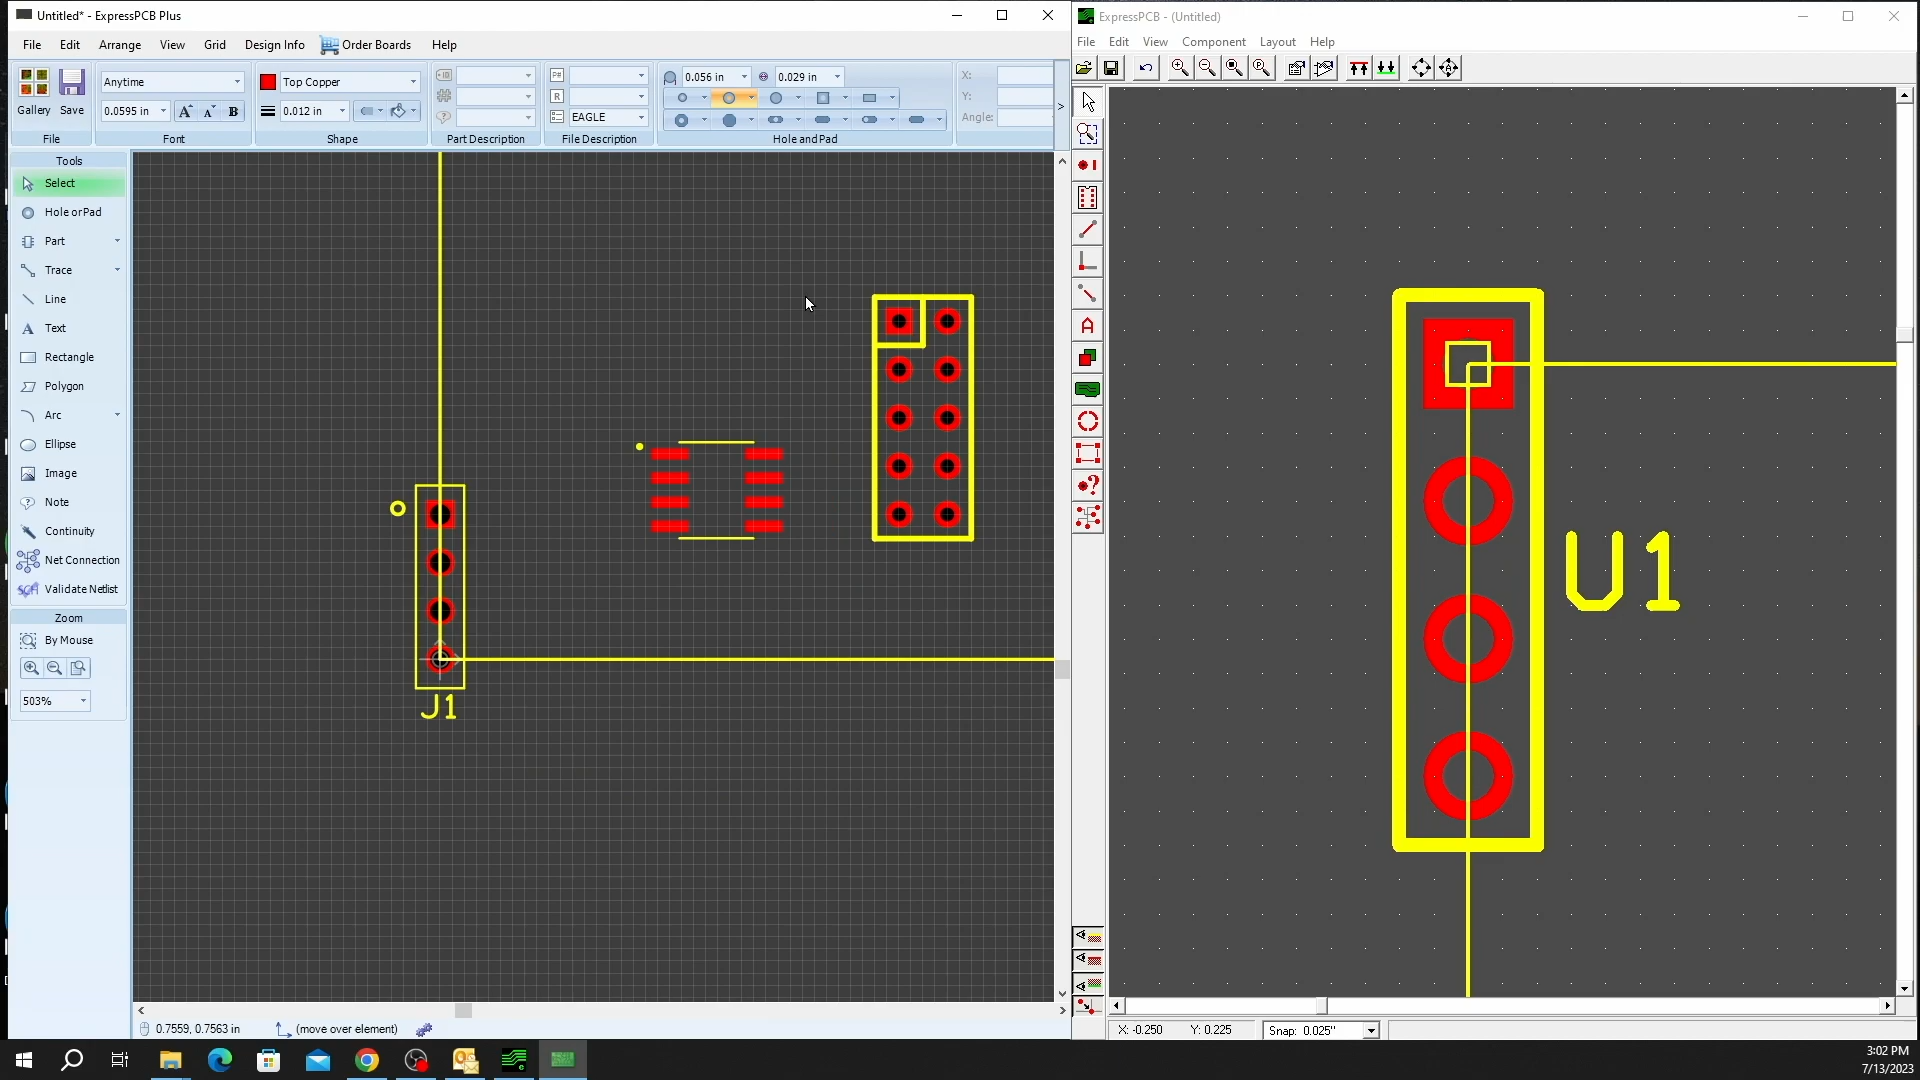 Untitled* - ExpressPCB Plus
File Edit Arrange View Grid Design Info Order Boards Help
Gallery Save
Anytime
0.0595 in A A B
Top Copper
0.012 in
P#
R
EAGLE
0.056 in 0.029 in
X:
Y:
Angle:
>
File Font Shape Part Description File Description Hole and Pad
Tools
Select
Hole or Pad
Part
Trace
Line
A Text
Rectangle
Polygon
Arc
Ellipse
Image
Note
Continuity
Net Connection
Validate Netlist
Zoom
By Mouse
503%
J1
0.7559, 0.7563 in (move over element)
ExpressPCB - (Untitled)
File Edit View Component Layout Help
A
U1
X: -0.250 Y: 0.225 Snap: 0.025"
3:02 PM
7/13/2023